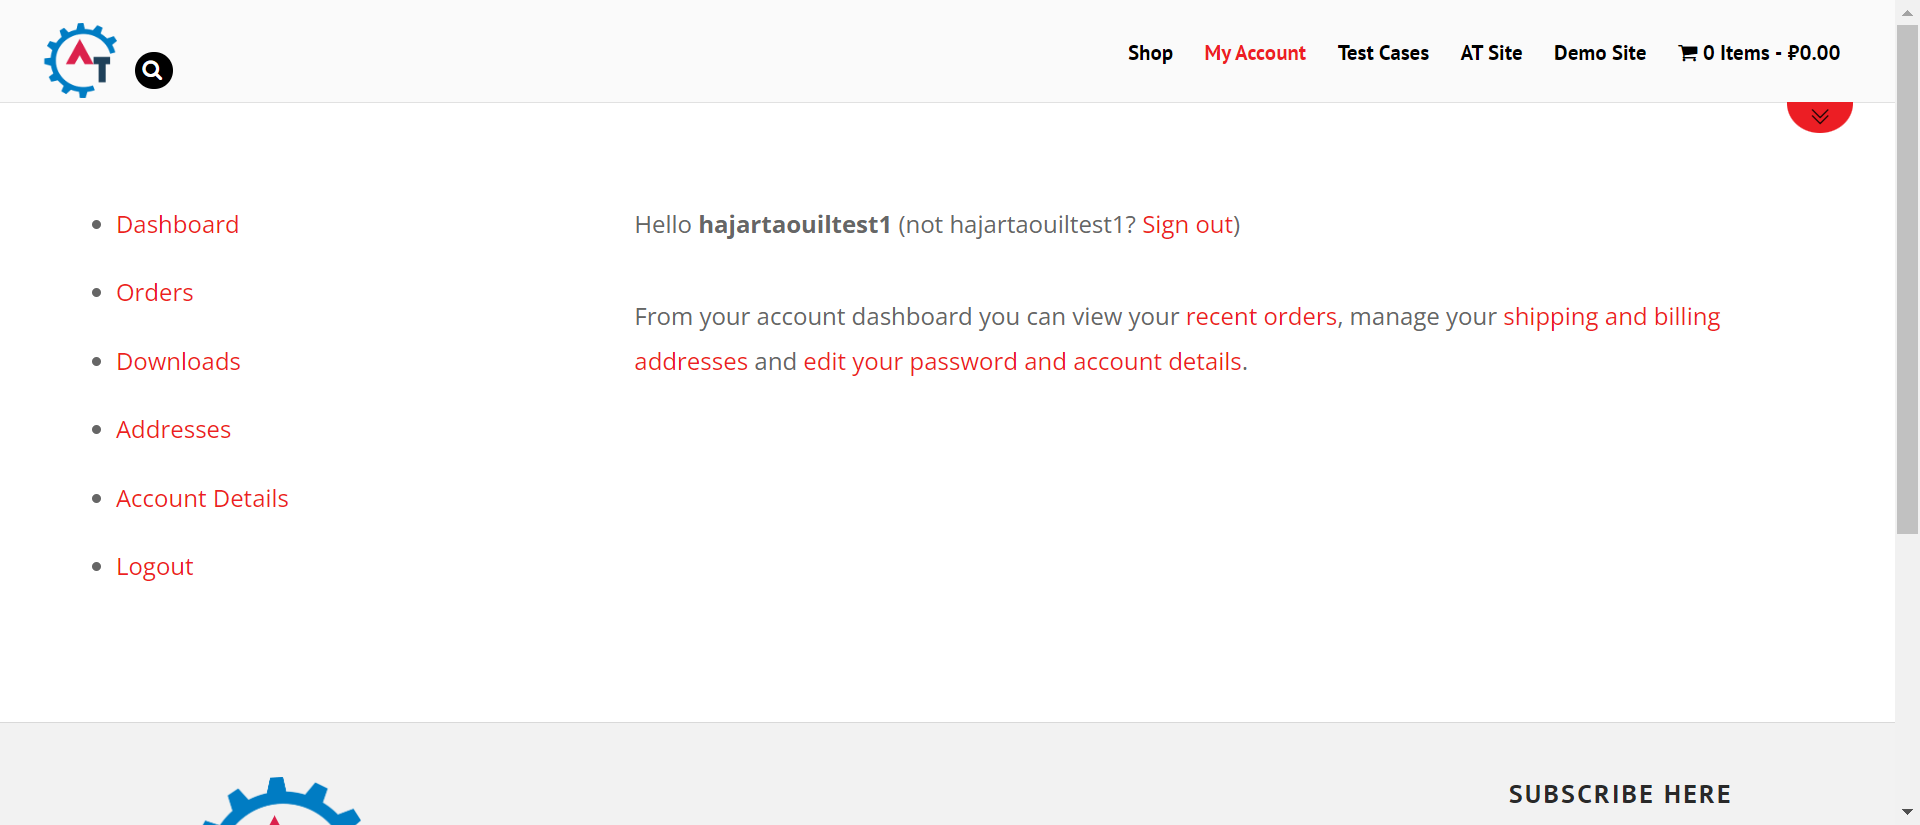 AT
Shop My Account Test Cases AT Site Demo Site 0 Items - ₽0.00
Dashboard
Orders
Downloads
Addresses
Account Details
Logout
Hello hajartaouiltest1 (not hajartaouiltest1? Sign out)
From your account dashboard you can view your recent orders, manage your shipping and billing
addresses and edit your password and account details.
SUBSCRIBE HERE